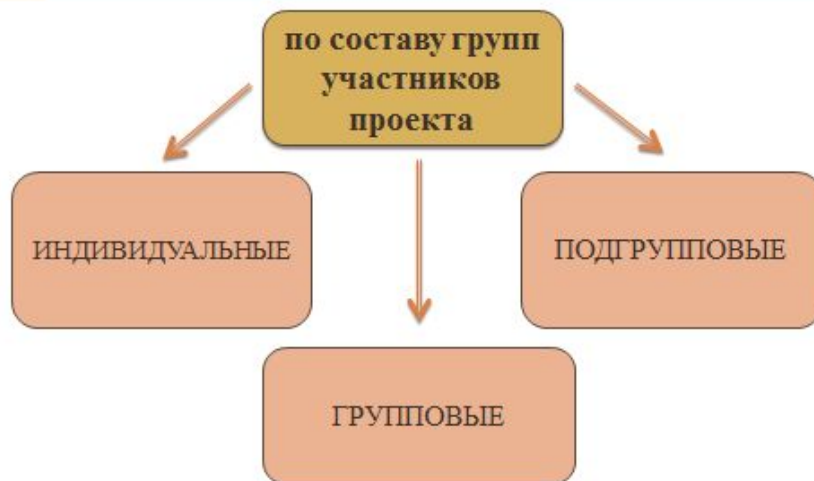 по составу групп
участников
проекта
ИНДИВИДУАЛЬНЫЕ
ПОДГРУППОВЫЕ
ГРУППОВЫЕ